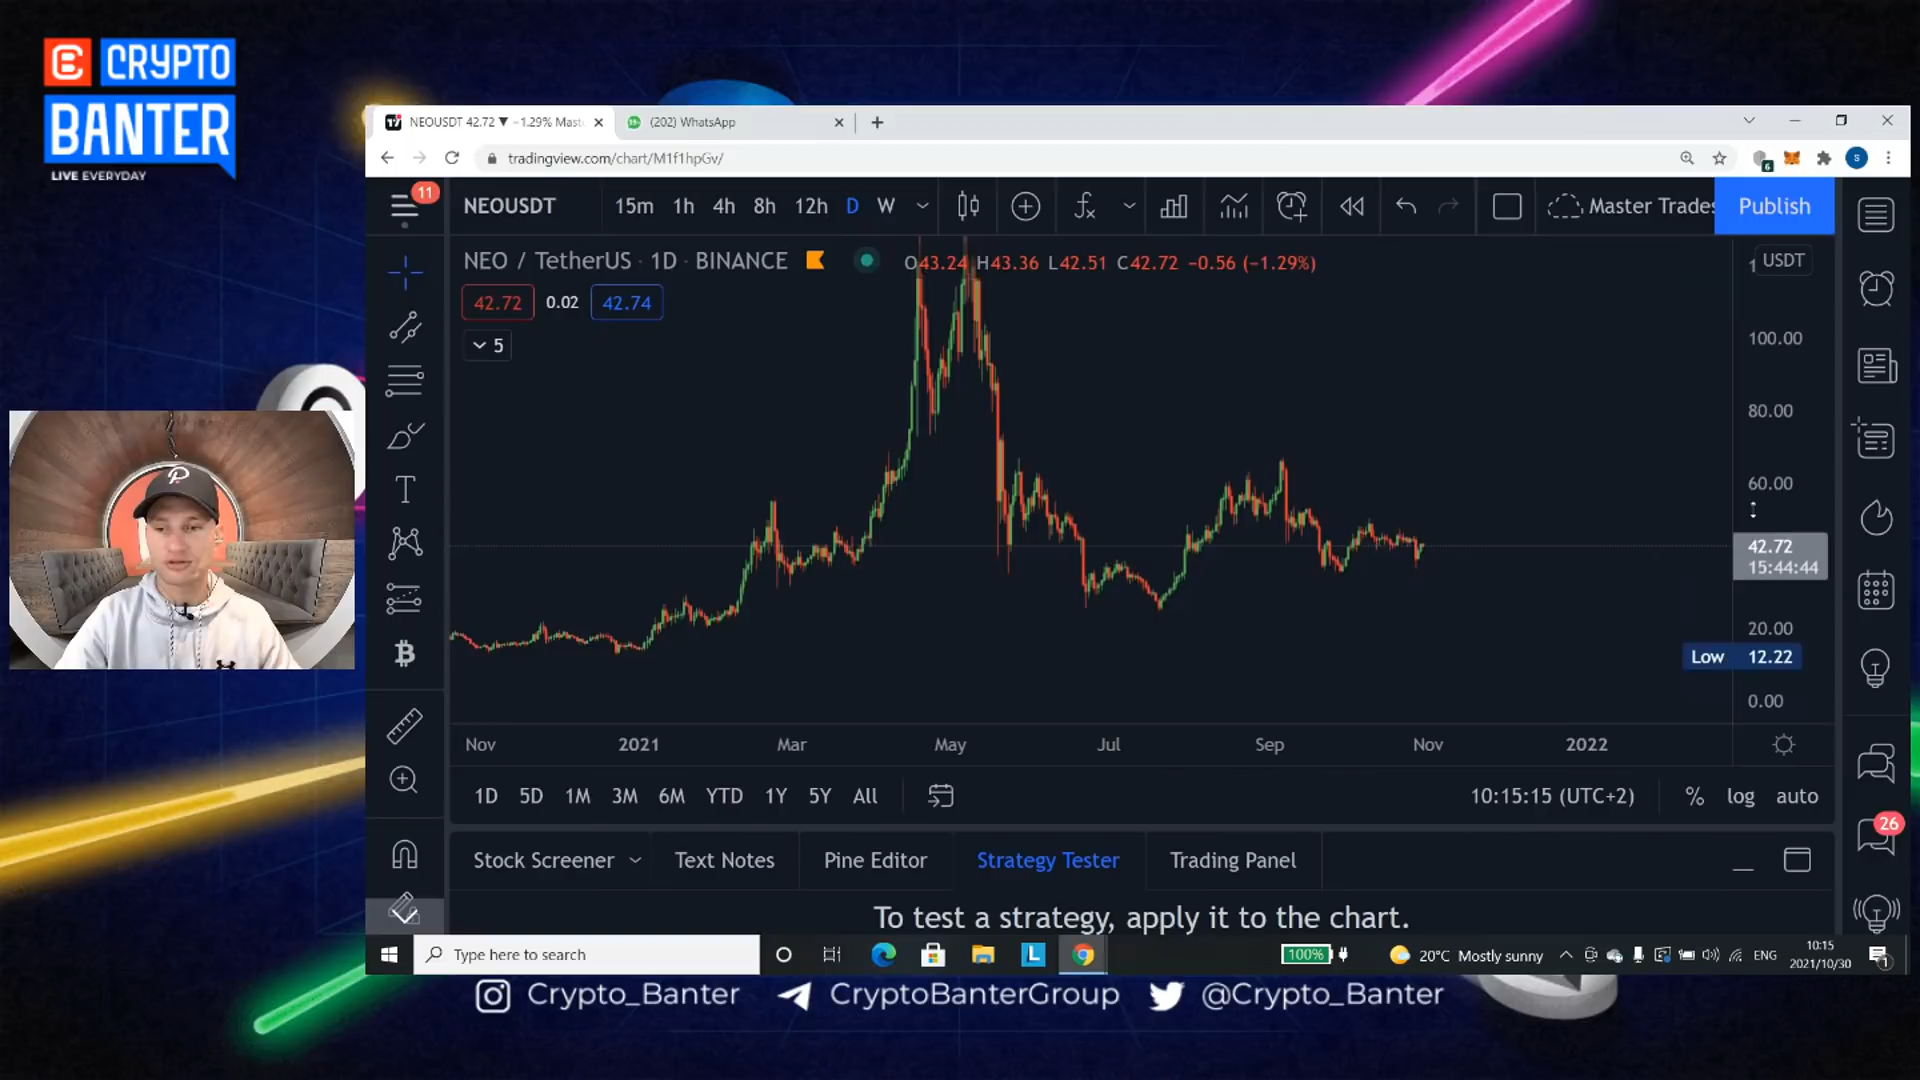 CRYPTO
BANTER
LIVE EVERYDAY
NEOUSDT 42.72 ▼ −1.29% Mast
(202) WhatsApp
tradingview.com/chart/M1f1hpGv/
6
S
11
NEOUSDT 15m 1h 4h 8h 12h D W Master Trades Publish
NEO / TetherUS · 1D · BINANCE O43.24 H43.36 L42.51 C42.72 −0.56 (−1.29%) USDT
42.72 0.02 42.74
5
100.00
80.00
60.00
42.72
15:44:44
20.00
Low 12.22
0.00
Nov 2021 Mar May Jul Sep Nov 2022
1D 5D 1M 3M 6M YTD 1Y 5Y All 10:15:15 (UTC+2) % log auto
26
Stock Screener Text Notes Pine Editor Strategy Tester Trading Panel
To test a strategy, apply it to the chart.
Type here to search L 100% 20°C Mostly sunny ENG 10:15
2021/10/30
1
Crypto_Banter CryptoBanterGroup @Crypto_Banter